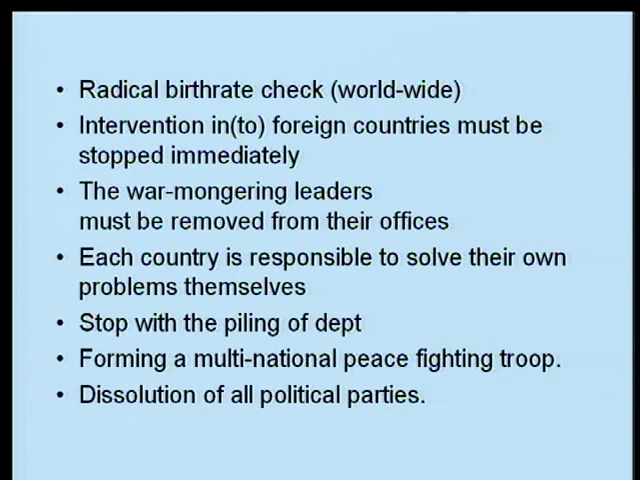 • Radical birthrate check (world-wide)
• Intervention in(to) foreign countries must be
stopped immediately
• The war-mongering leaders
must be removed from their offices
• Each country is responsible to solve their own
problems themselves
• Stop with the piling of dept
• Forming a multi-national peace fighting troop.
• Dissolution of all political parties.